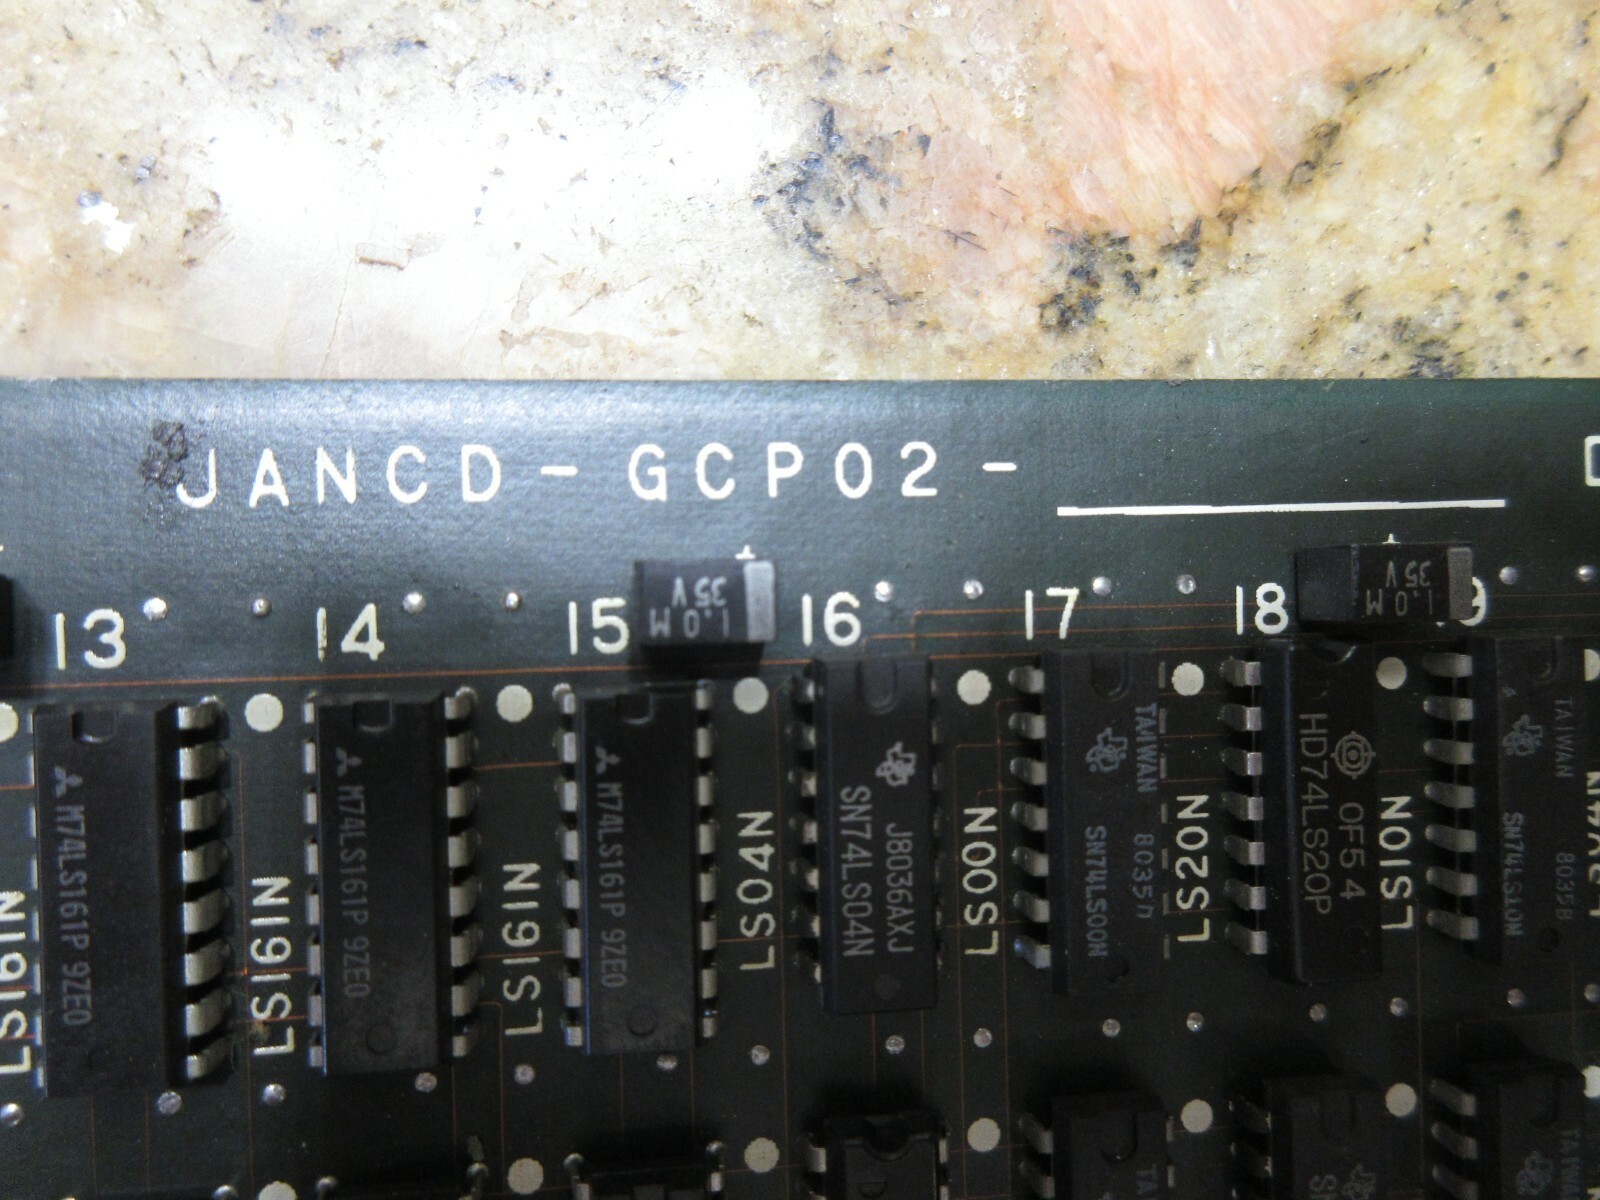 JANCD-GCP02-
13
14
15
16
17
18
1.0M
35V
1.0M
35V
LS161N
M74LS161P 9ZE0
LS161N
M74LS161P 9ZE0
LS161N
M74LS161P 9ZE0
LS04N
J8036AXJ
SN74LS04N
LS00N
TAIWAN 8035
SN74LS00N
LS20N
0F54
HD74LS20P
LS10N
TAIWAN 8035B
SN74LS10N